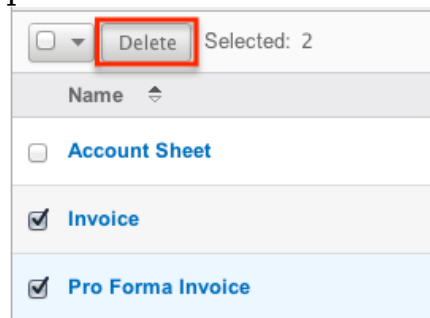 Delete Selected: 2
Name
Account Sheet
Invoice
Pro Forma Invoice